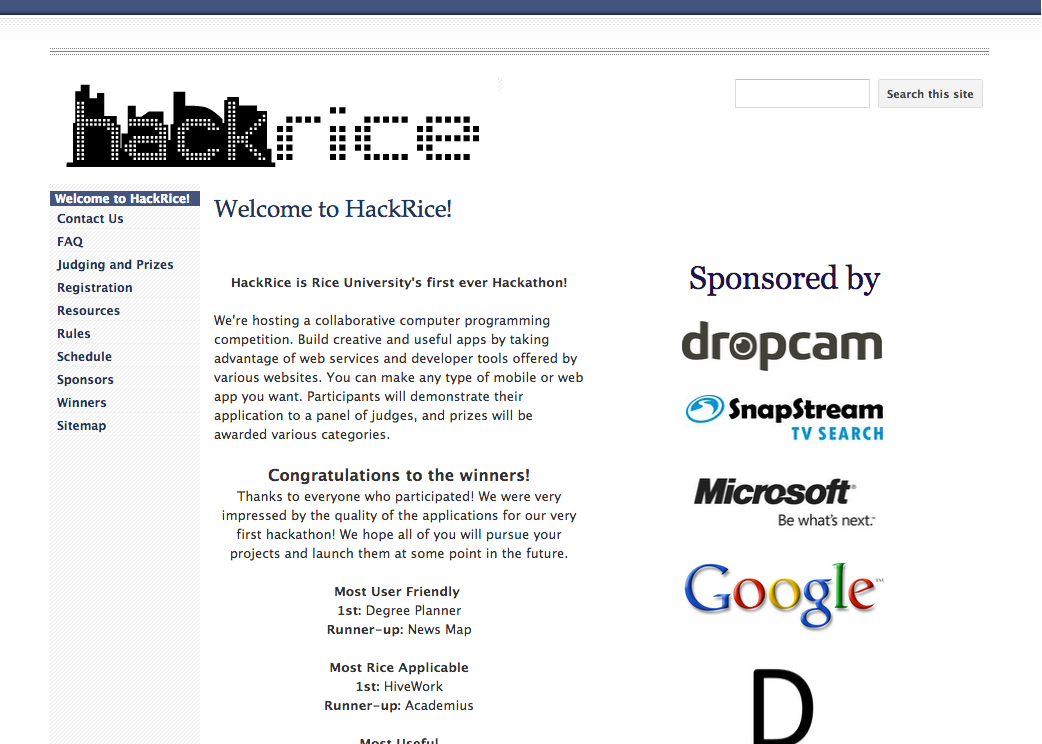 hackrice
Search this site
Welcome to HackRice!
Contact Us
FAQ
Judging and Prizes
Registration
Resources
Rules
Schedule
Sponsors
Winners
Sitemap
Welcome to HackRice!
HackRice is Rice University's first ever Hackathon!
We're hosting a collaborative computer programming
competition. Build creative and useful apps by taking
advantage of web services and developer tools offered by
various websites. You can make any type of mobile or web
app you want. Participants will demonstrate their
application to a panel of judges, and prizes will be
awarded various categories.
Congratulations to the winners!
Thanks to everyone who participated! We were very
impressed by the quality of the applications for our very
first hackathon! We hope all of you will pursue your
projects and launch them at some point in the future.
Most User Friendly
1st: Degree Planner
Runner-up: News Map
Most Rice Applicable
1st: HiveWork
Runner-up: Academius
Most Useful
Sponsored by
dropcam
SnapStream
TV SEARCH
Microsoft®
Be what's next.™
Google™
D